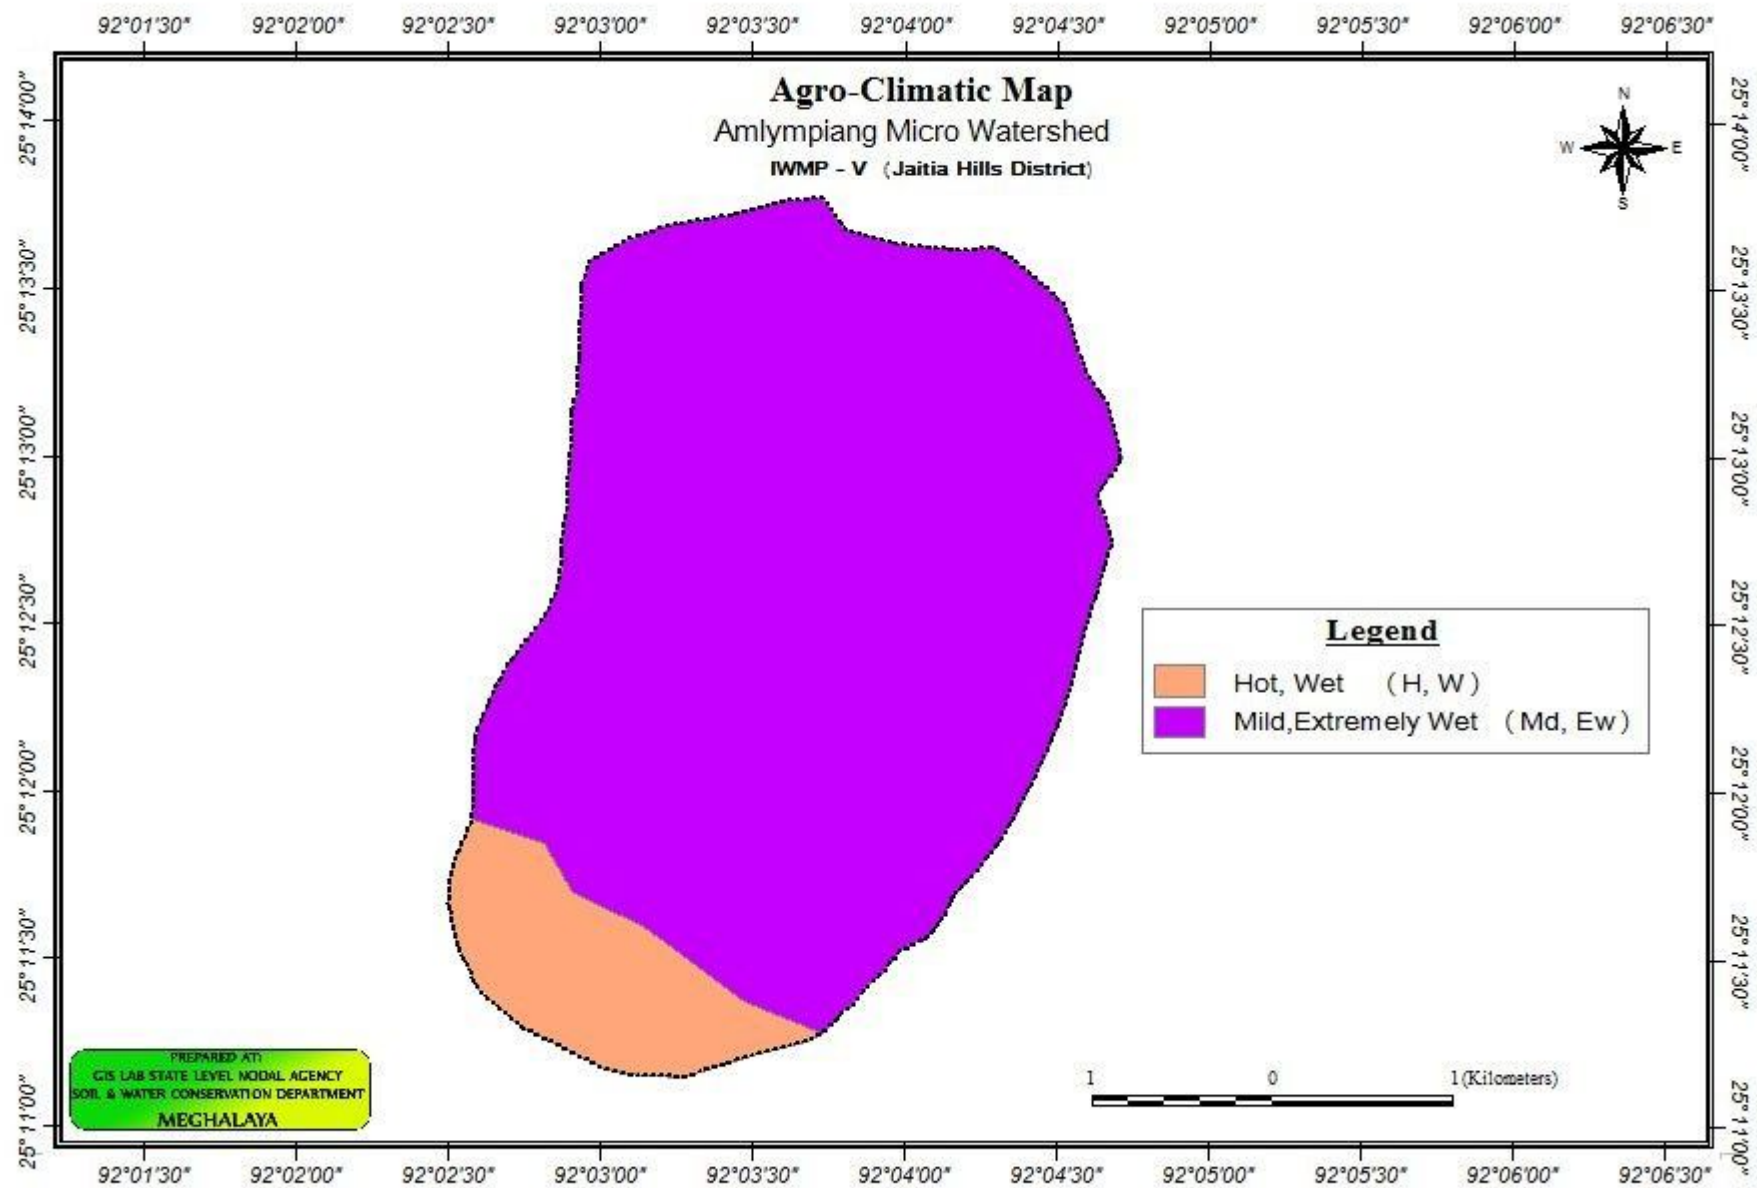 92°01'30" 92°02'00" 92°02'30" 92°03'00" 92°03'30" 92°04'00" 92°04'30" 92°05'00" 92°05'30" 92°06'00" 92°06'30"
Agro-Climatic Map
Amlympiang Micro Watershed
IWMP - V (Jaitia Hills District)
N
W E
S
25°14'00" 25°14'00"
25°13'30" 25°13'30"
25°13'00" 25°13'00"
25°12'30" 25°12'30"
25°12'00" 25°12'00"
25°11'30" 25°11'30"
25°11'00" 25°11'00"
Legend
Hot, Wet (H, W)
Mild,Extremely Wet (Md, Ew)
PREPARED AT:
GIS LAB STATE LEVEL NODAL AGENCY
SOIL & WATER CONSERVATION DEPARTMENT
MEGHALAYA
1 0 1(Kilometers)
92°01'30" 92°02'00" 92°02'30" 92°03'00" 92°03'30" 92°04'00" 92°04'30" 92°05'00" 92°05'30" 92°06'00" 92°06'30"